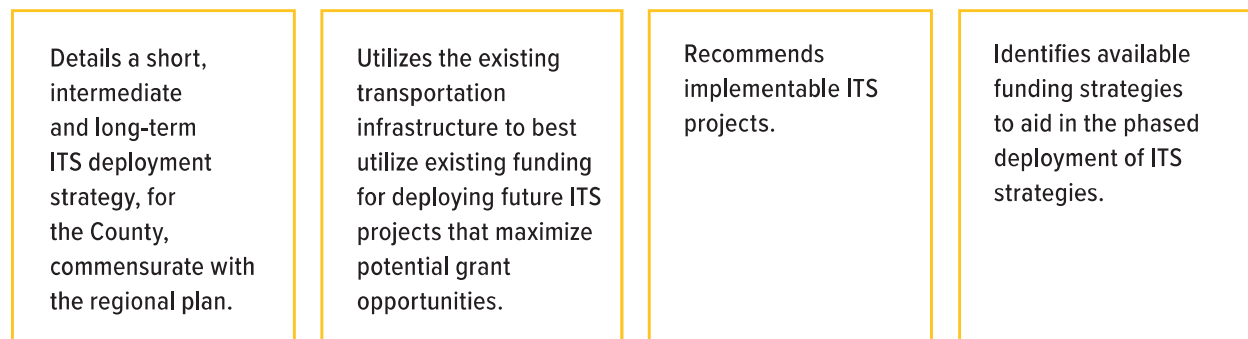 Details a short,
intermediate
and long-term
ITS deployment
strategy, for
the County,
commensurate with
the regional plan.
Utilizes the existing
transportation
infrastructure to best
utilize existing funding
for deploying future ITS
projects that maximize
potential grant
opportunities.
Recommends
implementable ITS
projects.
Identifies available
funding strategies
to aid in the phased
deployment of ITS
strategies.